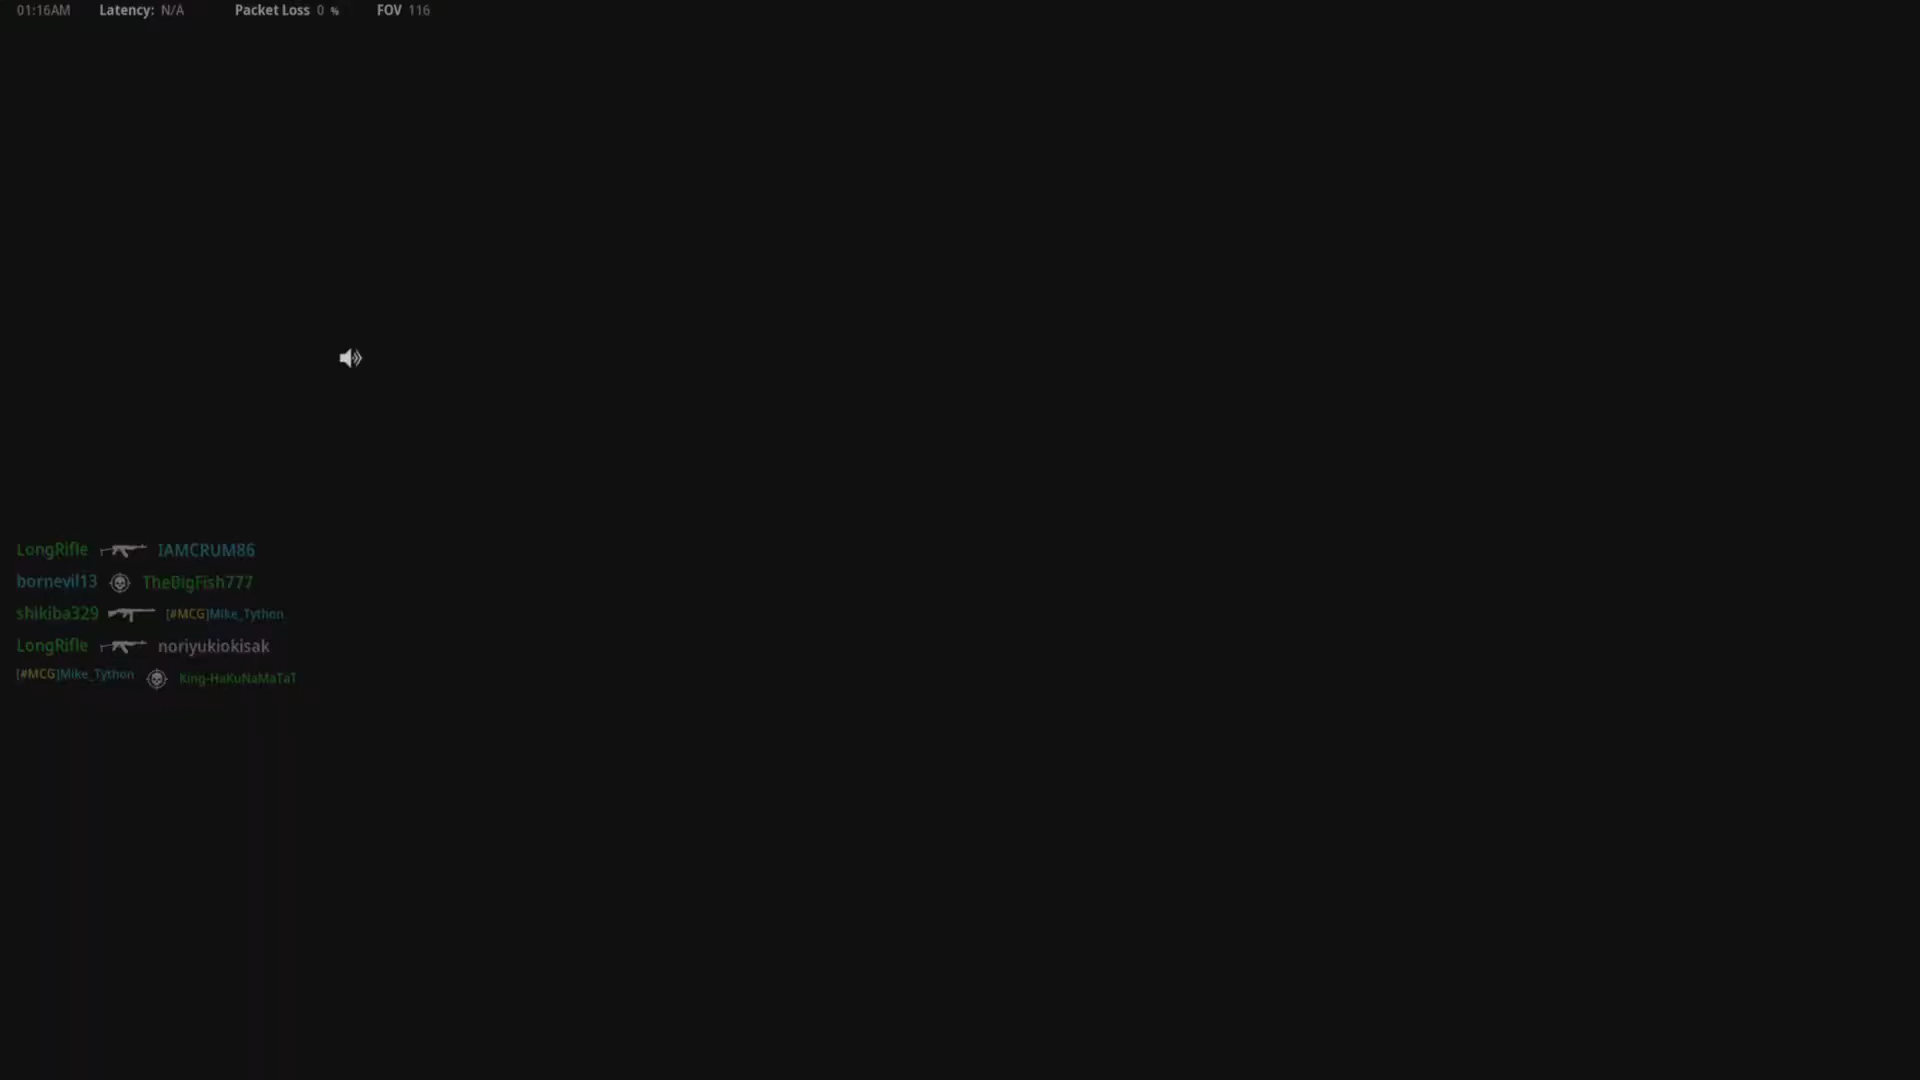 01:16AM Latency: N/A Packet Loss 0 % FOV 116
LongRifle IAMCRUM86
bornevil13 TheBigFish777
shikiba329 [#MCG]Mike_Tython
LongRifle noriyukiokisak
[#MCG]Mike_Tython King-HaKuNaMaTaT